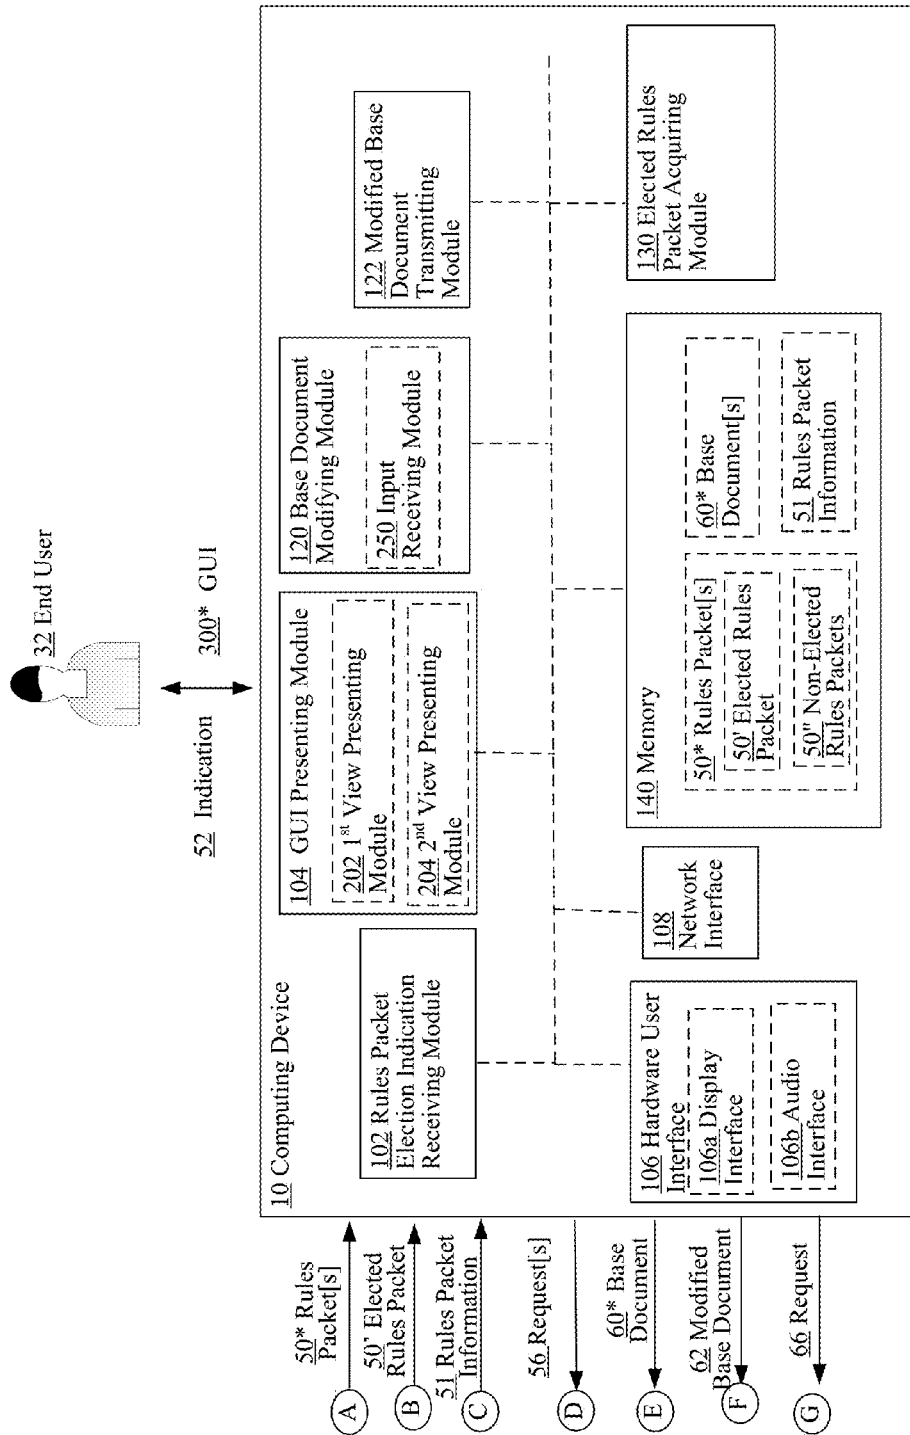 32 End User
52 Indication
300* GUI
10 Computing Device
102 Rules Packet
Election Indication
Receiving Module
104 GUI Presenting Module
202 1st View Presenting
Module
204 2nd View Presenting
Module
120 Base Document
Modifying Module
250 Input
Receiving Module
122 Modified Base
Document
Transmitting
Module
106 Hardware User
Interface
106a Display
Interface
106b Audio
Interface
108
Network
Interface
140 Memory
50* Rules Packet[s]
50' Elected Rules
Packet
50" Non-Elected
Rules Packets
60* Base
Document[s]
51 Rules Packet
Information
130 Elected Rules
Packet Acquiring
Module
50* Rules
Packet[s]
A
50’ Elected
Rules Packet
B
51 Rules Packet
Information
C
56 Request[s]
D
60* Base
Document
E
62 Modified
Base Document
F
66 Request
G